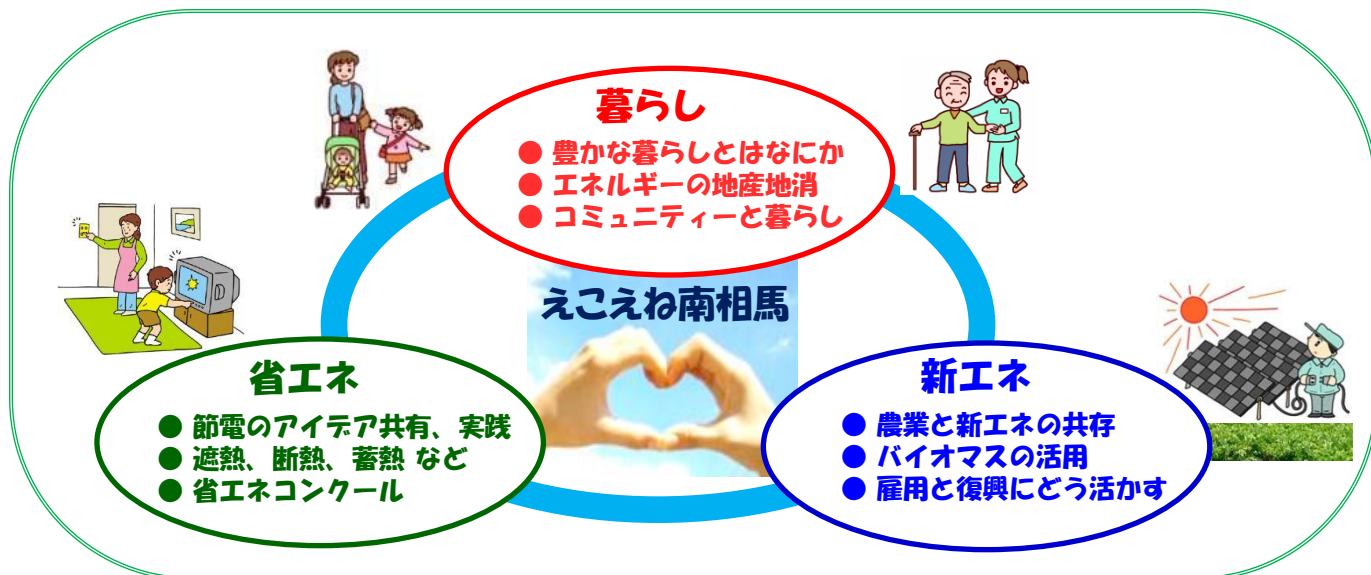 暮らし
● 豊かな暮らしとはなにか
● エネルギーの地産地消
● コミュニティーと暮らし
えこえね南相馬
省エネ
● 節電のアイデア共有、実践
● 遮熱、断熱、蓄熱 など
● 省エネコンクール
新エネ
● 農業と新エネの共存
● バイオマスの活用
● 雇用と復興にどう活かす